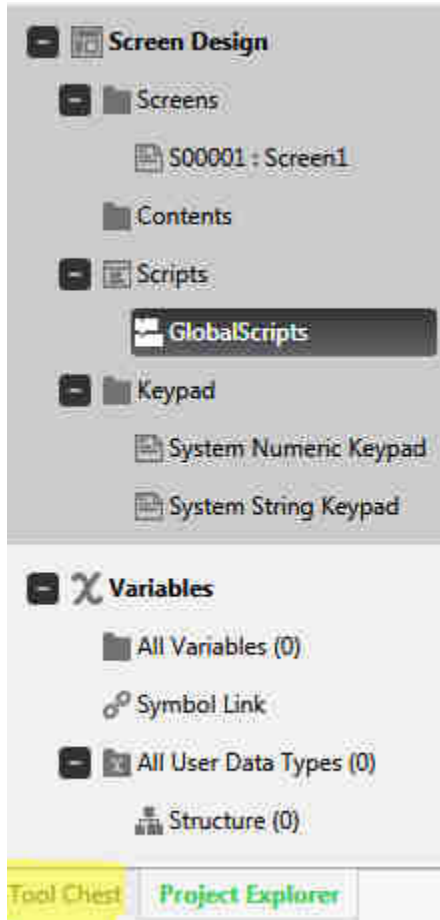 Screen Design
Screens
S00001 : Screen1
Contents
Scripts
GlobalScripts
Keypad
System Numeric Keypad
System String Keypad
Variables
All Variables (0)
Symbol Link
All User Data Types (0)
Structure (0)
Tool Chest Project Explorer